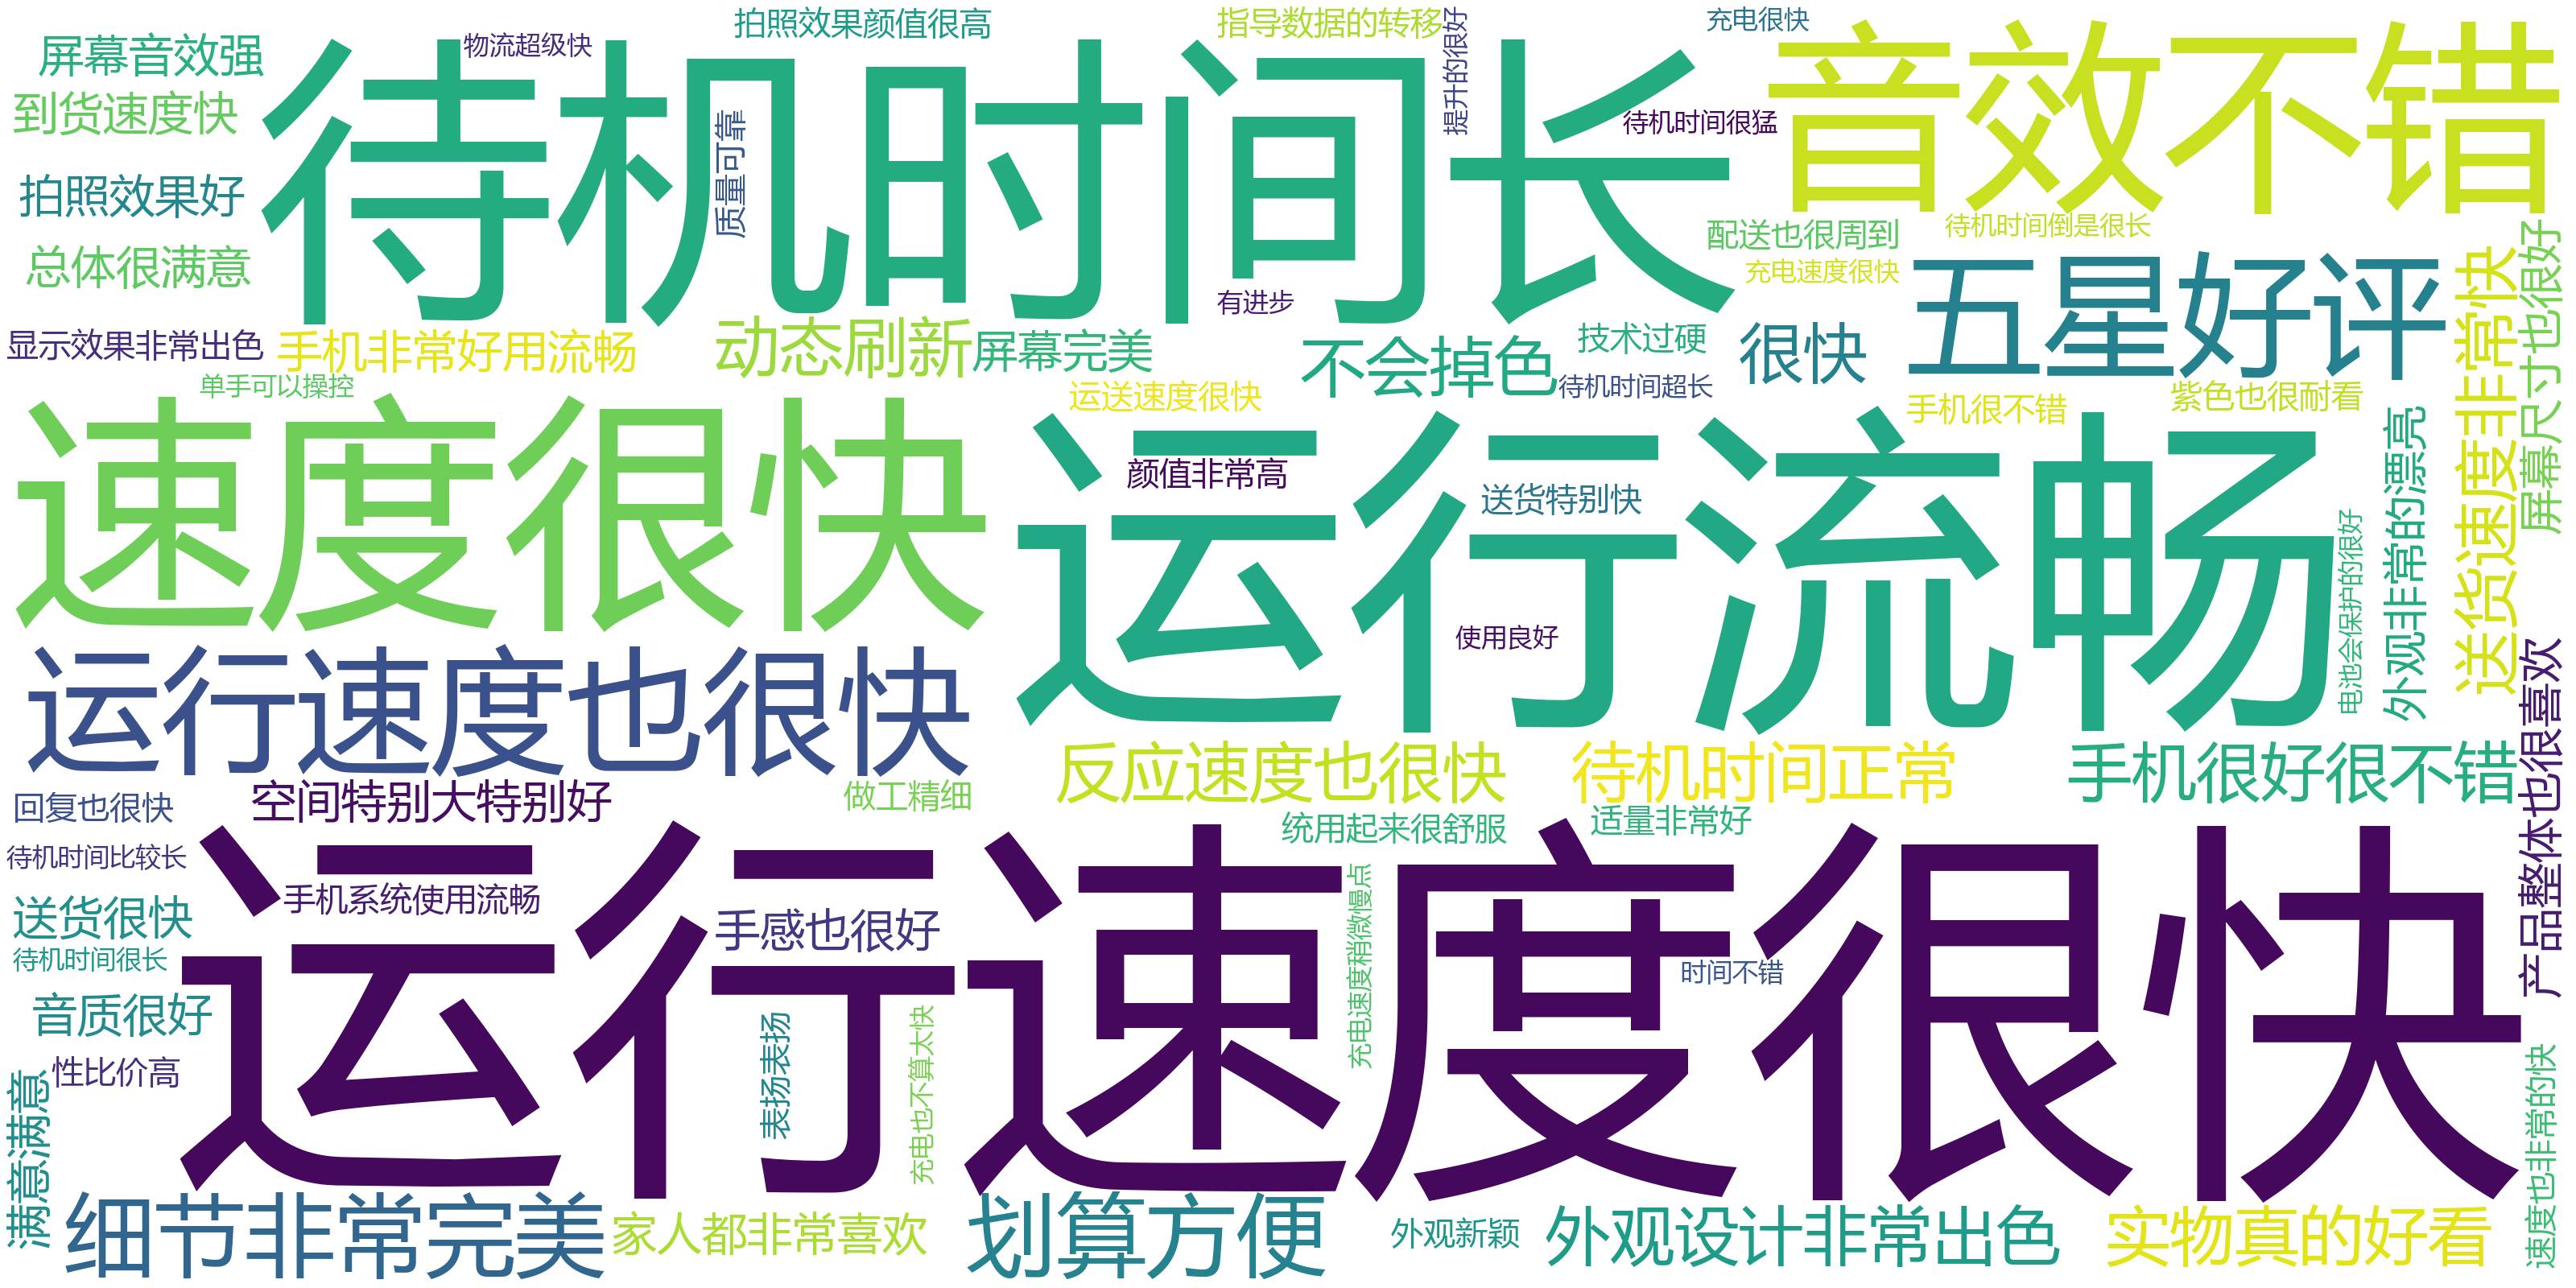 拍照效果颜值很高
指导数据的转移
充电很快
屏幕音效强
物流超级快
提升的很好
待机时间长
音效不错
到货速度快
质量可靠
待机时间很猛
拍照效果好
总体很满意
配送也很周到
待机时间倒是很长
充电速度很快
有进步
五星好评
送货速度非常快
屏幕尺寸也很好
显示效果非常出色
手机非常好用流畅
动态刷新
屏幕完美
不会掉色
技术过硬
很快
单手可以操控
运送速度很快
待机时间超长
手机很不错
紫色也很耐看
速度很快
运行流畅
颜值非常高
送货特别快
外观非常的漂亮
电池会保护的很好
使用良好
运行速度也很快
产品整体也很喜欢
反应速度也很快
待机时间正常
手机很好很不错
回复也很快
空间特别大特别好
做工精细
统用起来很舒服
适量非常好
待机时间比较长
运行速度很快
手机系统使用流畅
送货很快
手感也很好
充电速度稍微慢点
待机时间很长
时间不错
音质很好
表扬表扬
充电也不算太快
性比价高
满意满意
速度也非常的快
细节非常完美
家人都非常喜欢
划算方便
外观新颖
外观设计非常出色
实物真的好看